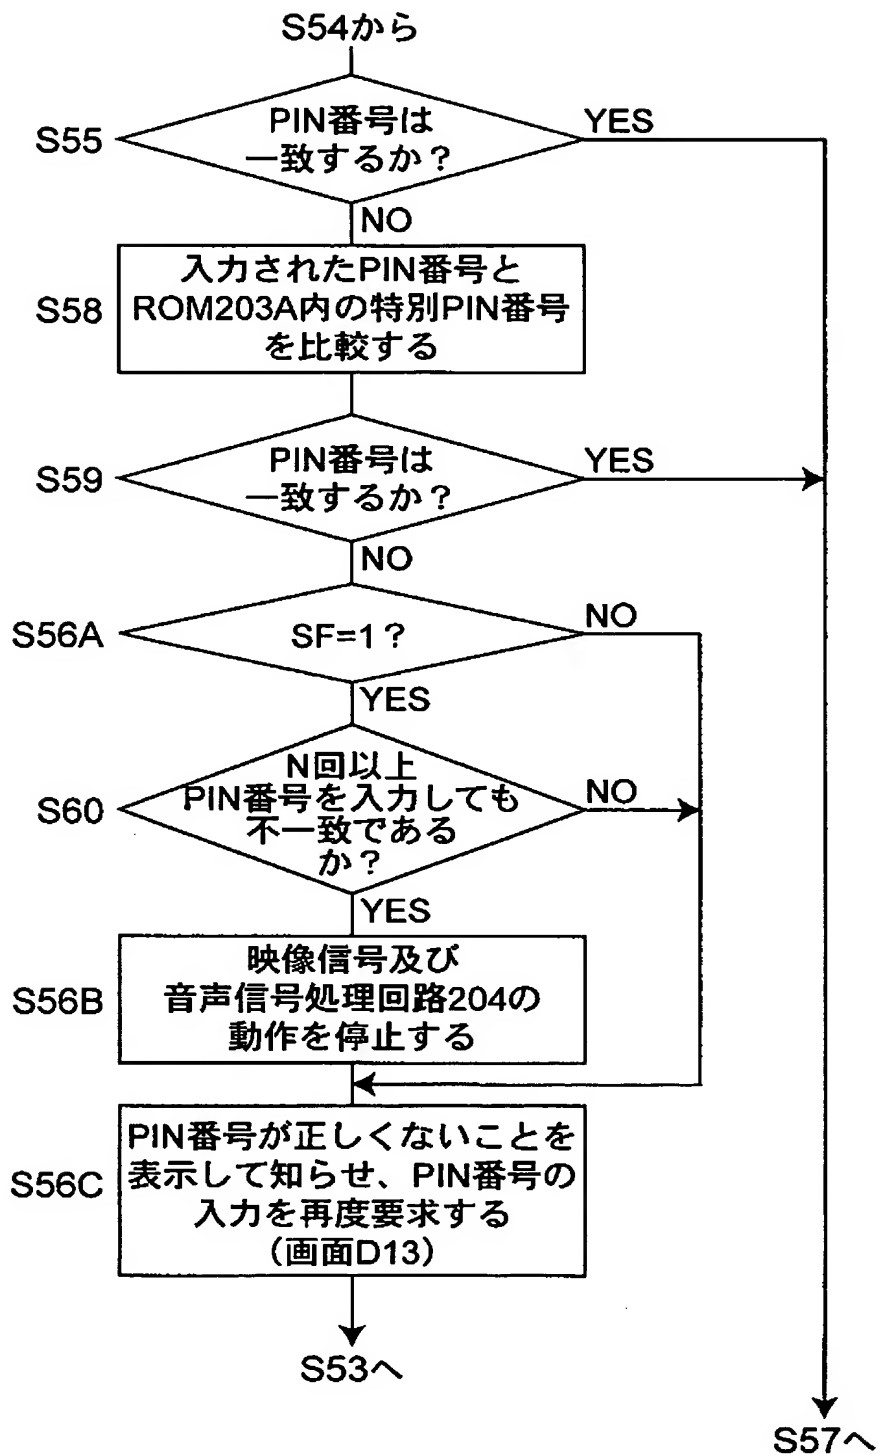 S54から
S55
PIN番号は
一致するか？
YES
NO
S58
入力されたPIN番号と
ROM203A内の特別PIN番号
を比較する
S59
PIN番号は
一致するか？
YES
NO
S56A
SF=1？
NO
YES
S60
N回以上
PIN番号を入力しても
不一致である
か？
NO
YES
S56B
映像信号及び
音声信号処理回路204の
動作を停止する
S56C
PIN番号が正しくないことを
表示して知らせ、PIN番号の
入力を再度要求する
（画面D13）
S53へ
S57へ